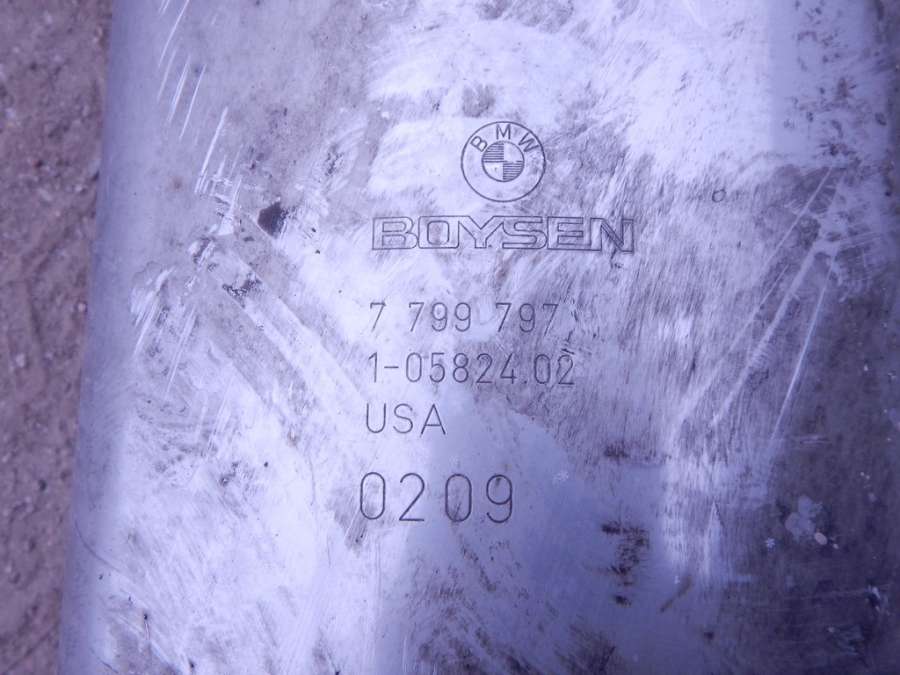 BMW
BOYSEN
7 799 797
1-05824.02
USA
0209